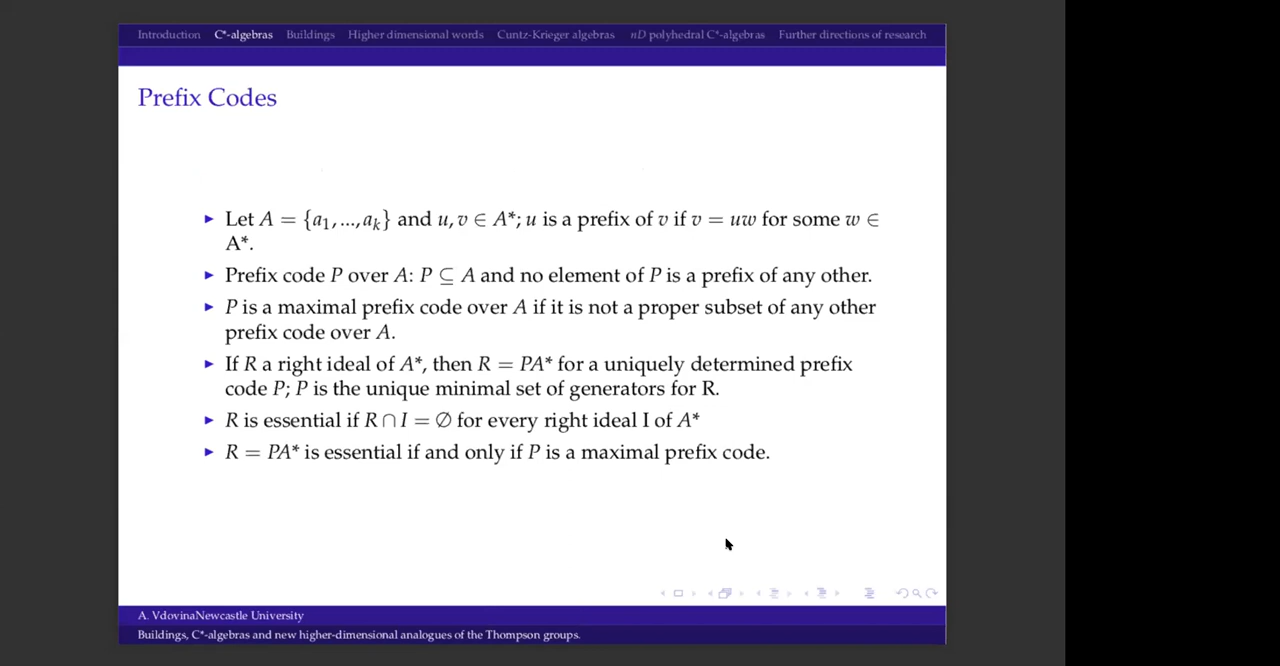 Introduction C*-algebras Buildings Higher dimensional words Cuntz-Krieger algebras nD polyhedral C*-algebras Further directions of research
Prefix Codes
▶ Let A = {a₁, ..., aₖ} and u, v ∈ A*; u is a prefix of v if v = uw for some w ∈
A*.
▶ Prefix code P over A: P ⊆ A and no element of P is a prefix of any other.
▶ P is a maximal prefix code over A if it is not a proper subset of any other
prefix code over A.
▶ If R a right ideal of A*, then R = PA* for a uniquely determined prefix
code P; P is the unique minimal set of generators for R.
▶ R is essential if R ∩ I = ∅ for every right ideal I of A*
▶ R = PA* is essential if and only if P is a maximal prefix code.
A. VdovinaNewcastle University
Buildings, C*-algebras and new higher-dimensional analogues of the Thompson groups.